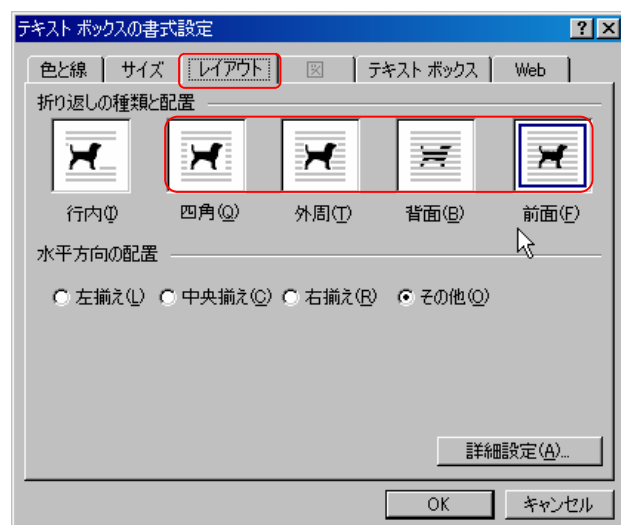 テキスト ボックスの書式設定
色と線 サイズ レイアウト 図 テキスト ボックス Web
折り返しの種類と配置
行内(I) 四角(Q) 外周(T) 背面(B) 前面(F)
水平方向の配置
左揃え(L) 中央揃え(C) 右揃え(R) その他(O)
詳細設定(A)...
OK キャンセル